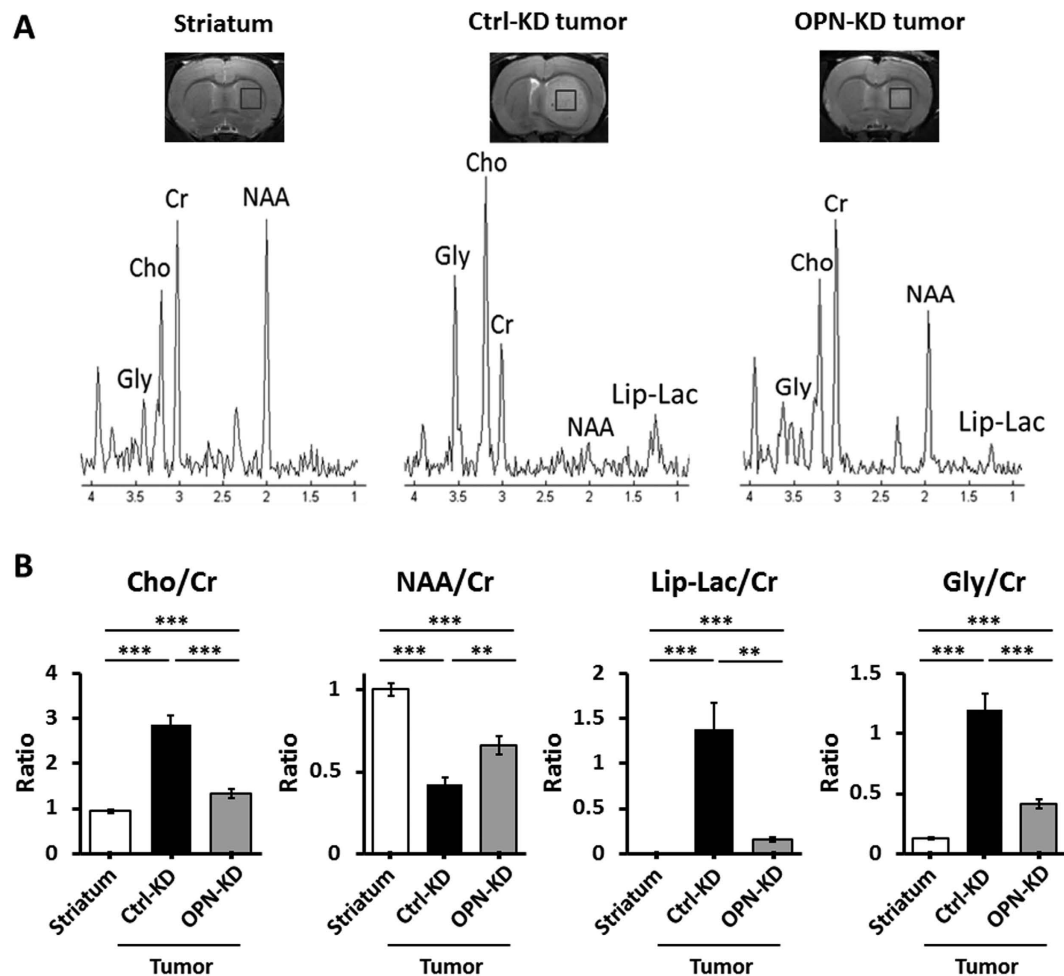 A
Striatum
Ctrl-KD tumor
OPN-KD tumor
Gly
Cho
Cr
NAA
4 3.5 3 2.5 2 1.5 1
Gly
Cho
Cr
NAA
Lip-Lac
4 3.5 3 2.5 2 1.5 1
Gly
Cho
Cr
NAA
Lip-Lac
4 3.5 3 2.5 2 1.5 1
B
Cho/Cr
***
*** ***
Ratio
4
3
2
1
0
Striatum
Ctrl-KD
OPN-KD
Tumor
NAA/Cr
***
*** **
Ratio
1
0.5
0
Striatum
Ctrl-KD
OPN-KD
Tumor
Lip-Lac/Cr
***
*** **
Ratio
2
1.5
1
0.5
0
Striatum
Ctrl-KD
OPN-KD
Tumor
Gly/Cr
***
*** ***
Ratio
1.5
1
0.5
0
Striatum
Ctrl-KD
OPN-KD
Tumor